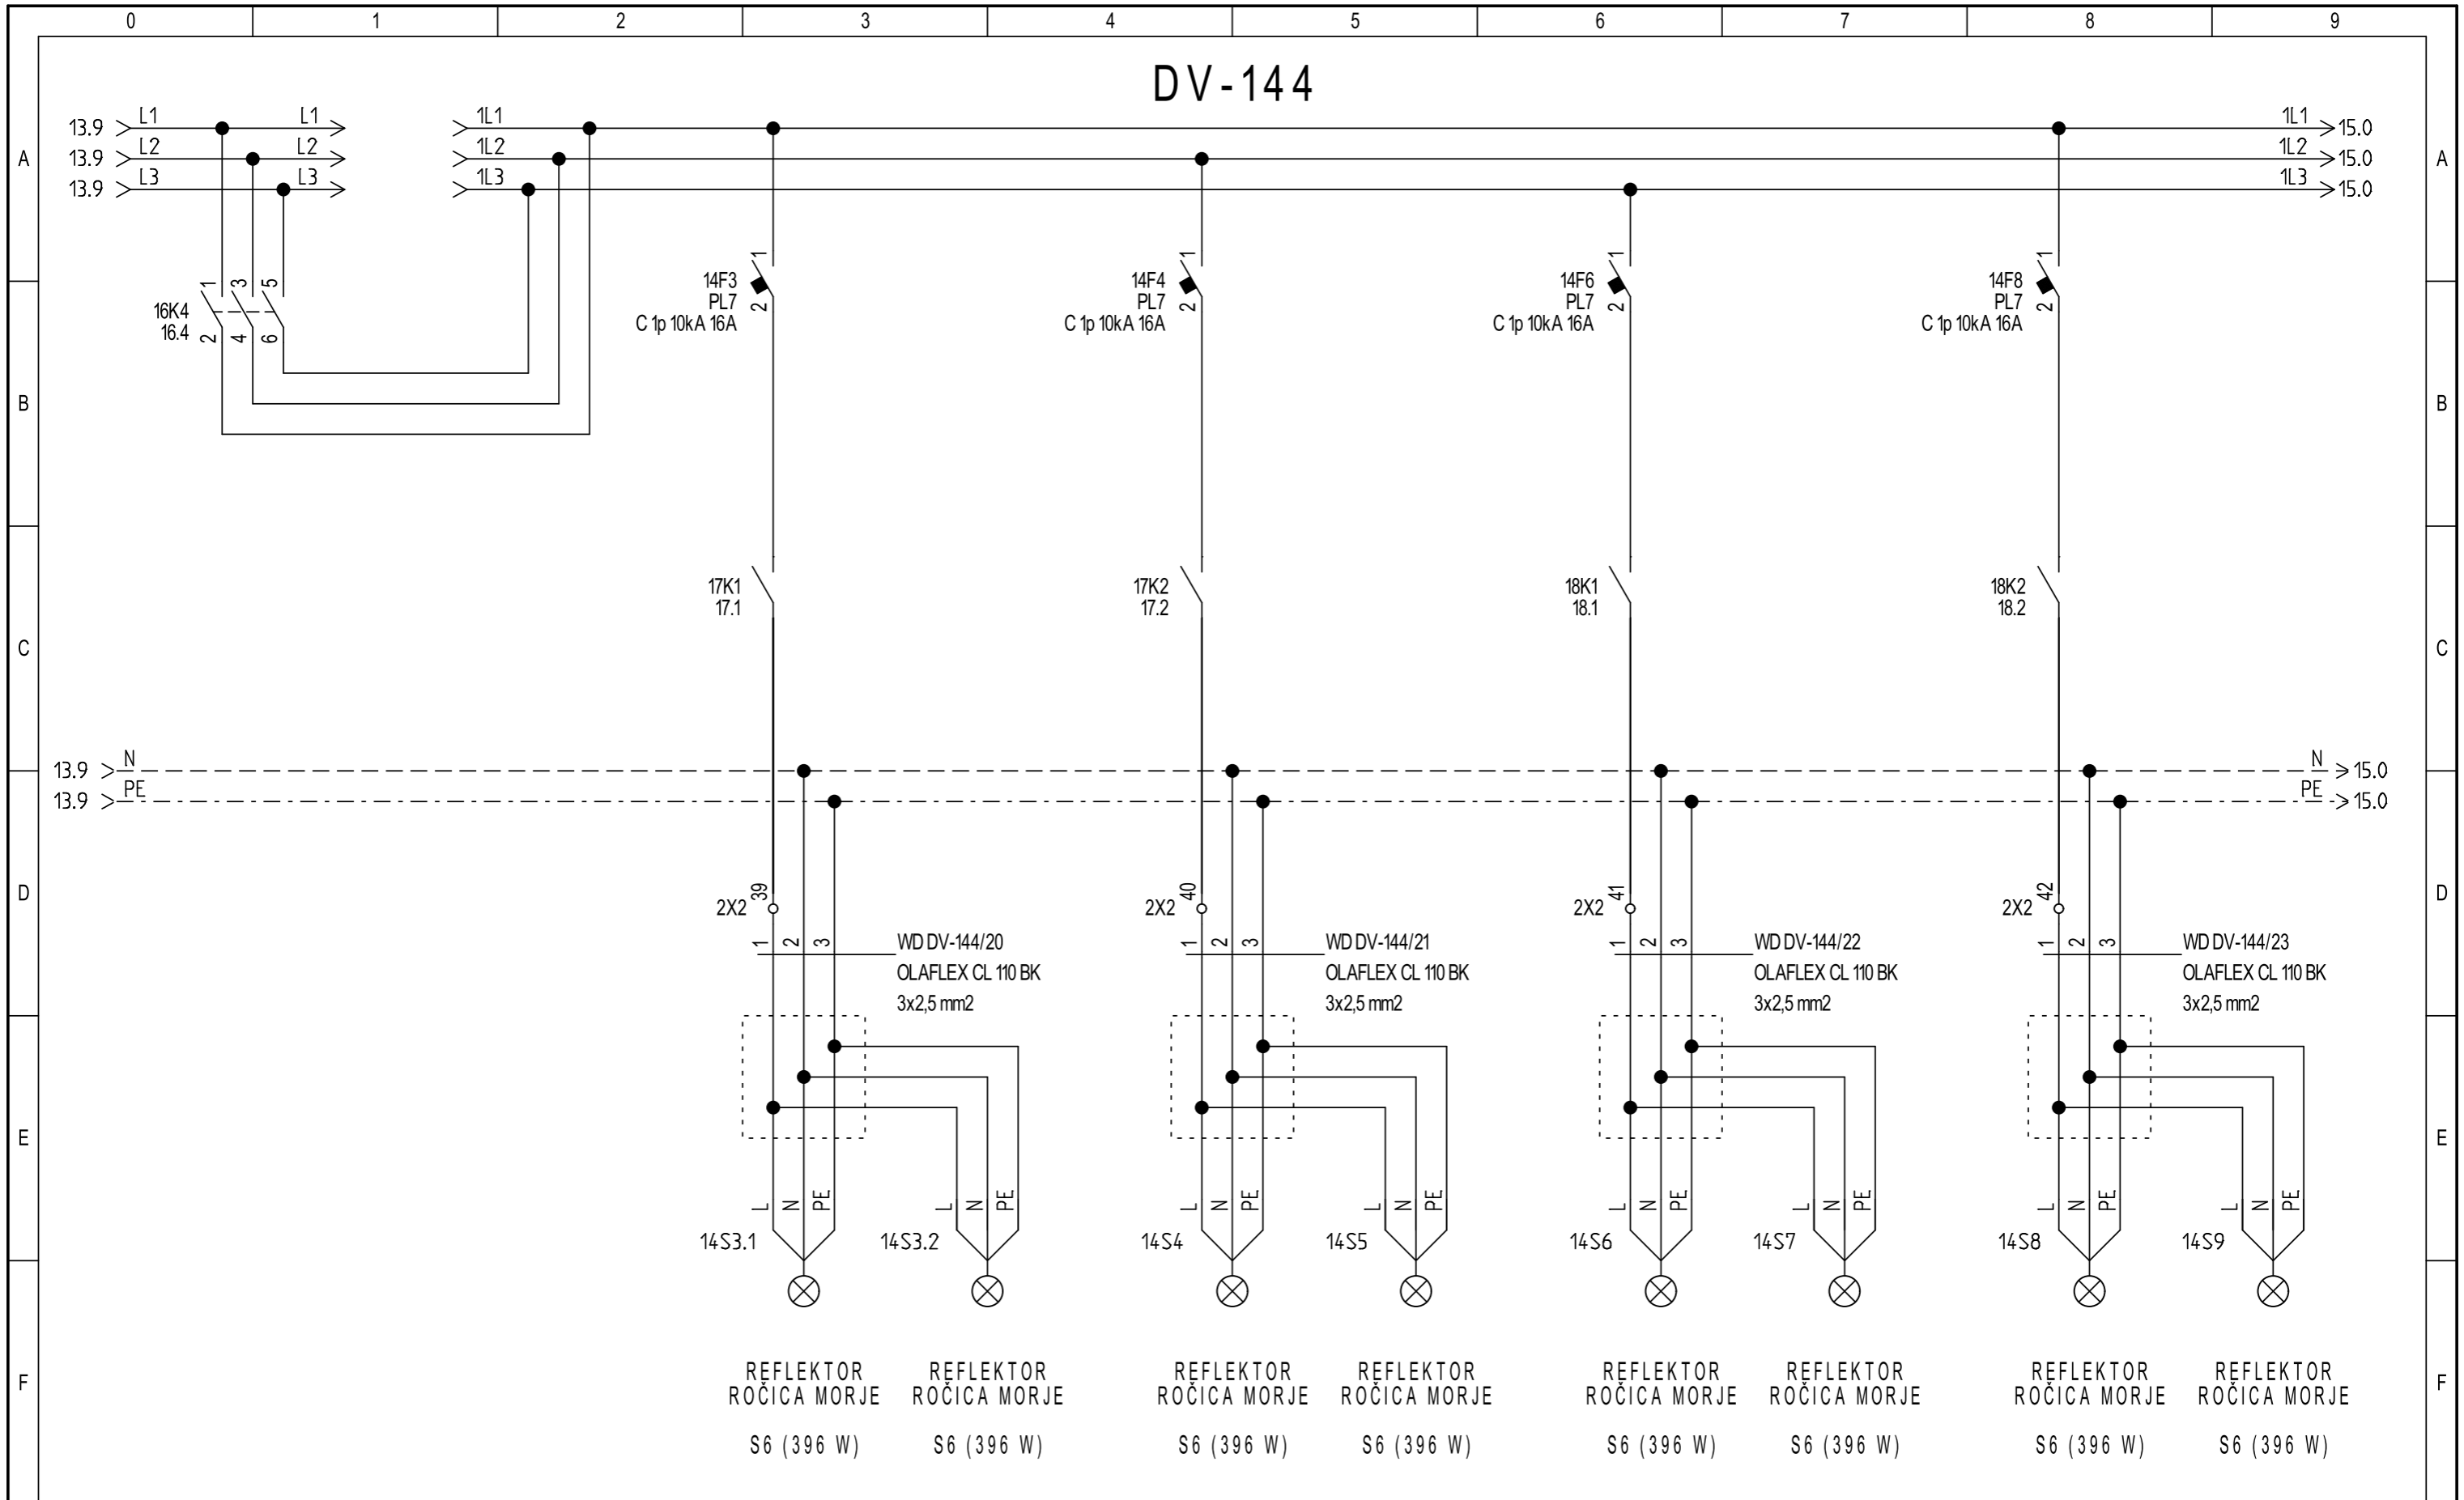 0 1 2 3 4 5 6 7 8 9
DV-144
13.9 L1 L1 1L1 1L1 15.0
A 13.9 L2 L2 1L2 1L2 15.0 A
13.9 L3 L3 1L3 1L3 15.0
1 3 5 1 1 1 1
14F3 14F4 14F6 14F8
PL7 2 PL7 2 PL7 2 PL7 2
16K4
C 1p 10kA 16A C 1p 10kA 16A C 1p 10kA 16A C 1p 10kA 16A
16.4 2 4 6
B B
17K1 17K2 18K1 18K2
17.1 17.2 18.1 18.2
C C
13.9 N N 15.0
13.9 PE PE 15.0
D 39 40 41 42 D
2X2 2X2 2X2 2X2
1 2 3 WD DV-144/20 1 2 3 WD DV-144/21 1 2 3 WD DV-144/22 1 2 3 WD DV-144/23
OLAFLEX CL 110 BK OLAFLEX CL 110 BK OLAFLEX CL 110 BK OLAFLEX CL 110 BK
3x2,5 mm2 3x2,5 mm2 3x2,5 mm2 3x2,5 mm2
E E
L N PE L N PE L N PE L N PE L N PE L N PE L N PE L N PE
14S3.1 14S3.2 14S4 14S5 14S6 14S7 14S8 14S9
REFLEKTOR REFLEKTOR REFLEKTOR REFLEKTOR REFLEKTOR REFLEKTOR REFLEKTOR REFLEKTOR
F F
ROČICA MORJE ROČICA MORJE ROČICA MORJE ROČICA MORJE ROČICA MORJE ROČICA MORJE ROČICA MORJE ROČICA MORJE
S6 (396 W) S6 (396 W) S6 (396 W) S6 (396 W) S6 (396 W) S6 (396 W) S6 (396 W) S6 (396 W)